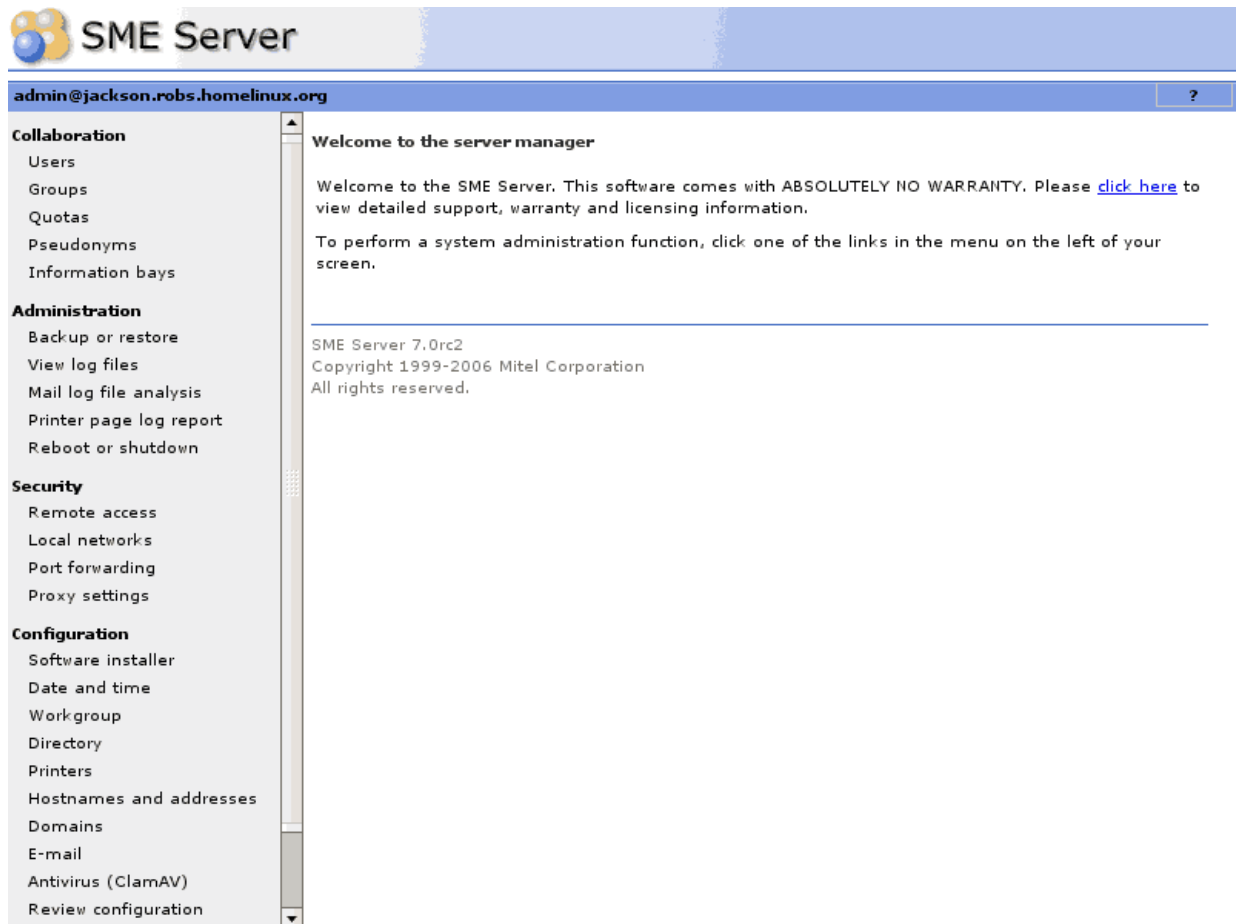 SME Server
admin@jackson.robs.homelinux.org
?
Collaboration
Users
Groups
Quotas
Pseudonyms
Information bays
Administration
Backup or restore
View log files
Mail log file analysis
Printer page log report
Reboot or shutdown
Security
Remote access
Local networks
Port forwarding
Proxy settings
Configuration
Software installer
Date and time
Workgroup
Directory
Printers
Hostnames and addresses
Domains
E-mail
Antivirus (ClamAV)
Review configuration
Welcome to the server manager
Welcome to the SME Server. This software comes with ABSOLUTELY NO WARRANTY. Please click here to
view detailed support, warranty and licensing information.
To perform a system administration function, click one of the links in the menu on the left of your
screen.
SME Server 7.0rc2
Copyright 1999-2006 Mitel Corporation
All rights reserved.